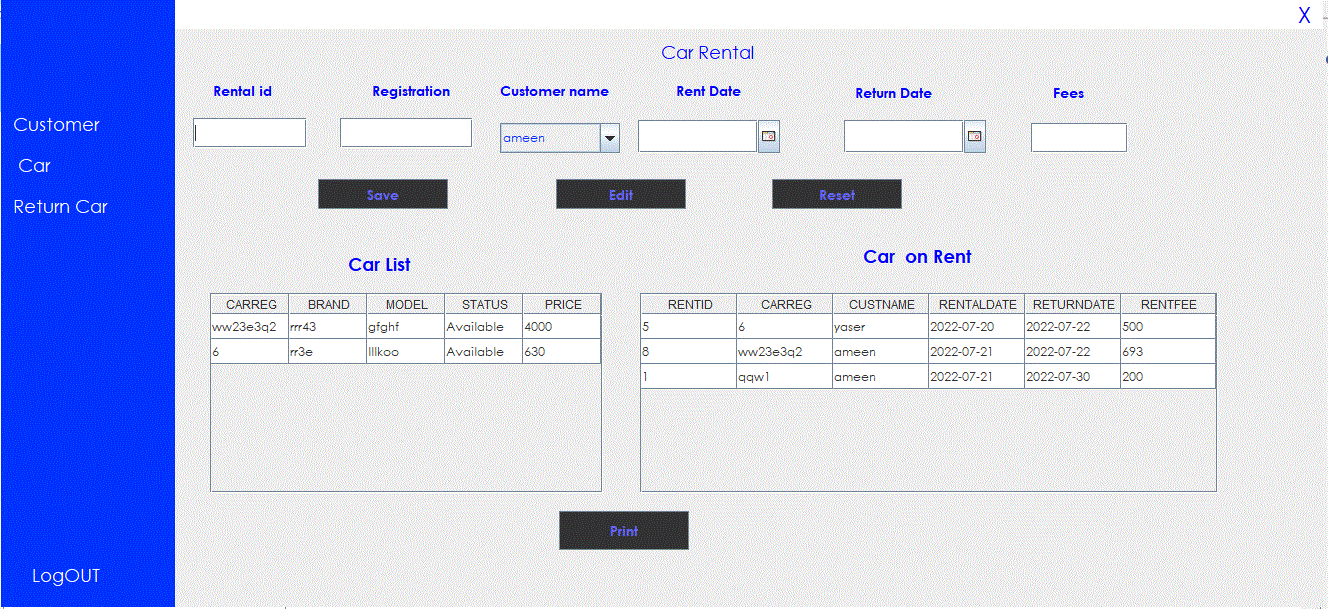 X
Car Rental
Rental id Registration Customer name Rent Date Return Date Fees
ameen
Customer
Car
Return Car
Save Edit Reset
Car List
CARREG BRAND MODEL STATUS PRICE
ww23e3q2 rrr43 gfghf Available 4000
6 rr3e lllkoo Available 630
Car on Rent
RENTID CARREG CUSTNAME RENTALDATE RETURNDATE RENTFEE
5 6 yaser 2022-07-20 2022-07-22 500
8 ww23e3q2 ameen 2022-07-21 2022-07-22 693
1 qqw1 ameen 2022-07-21 2022-07-30 200
Print
LogOUT